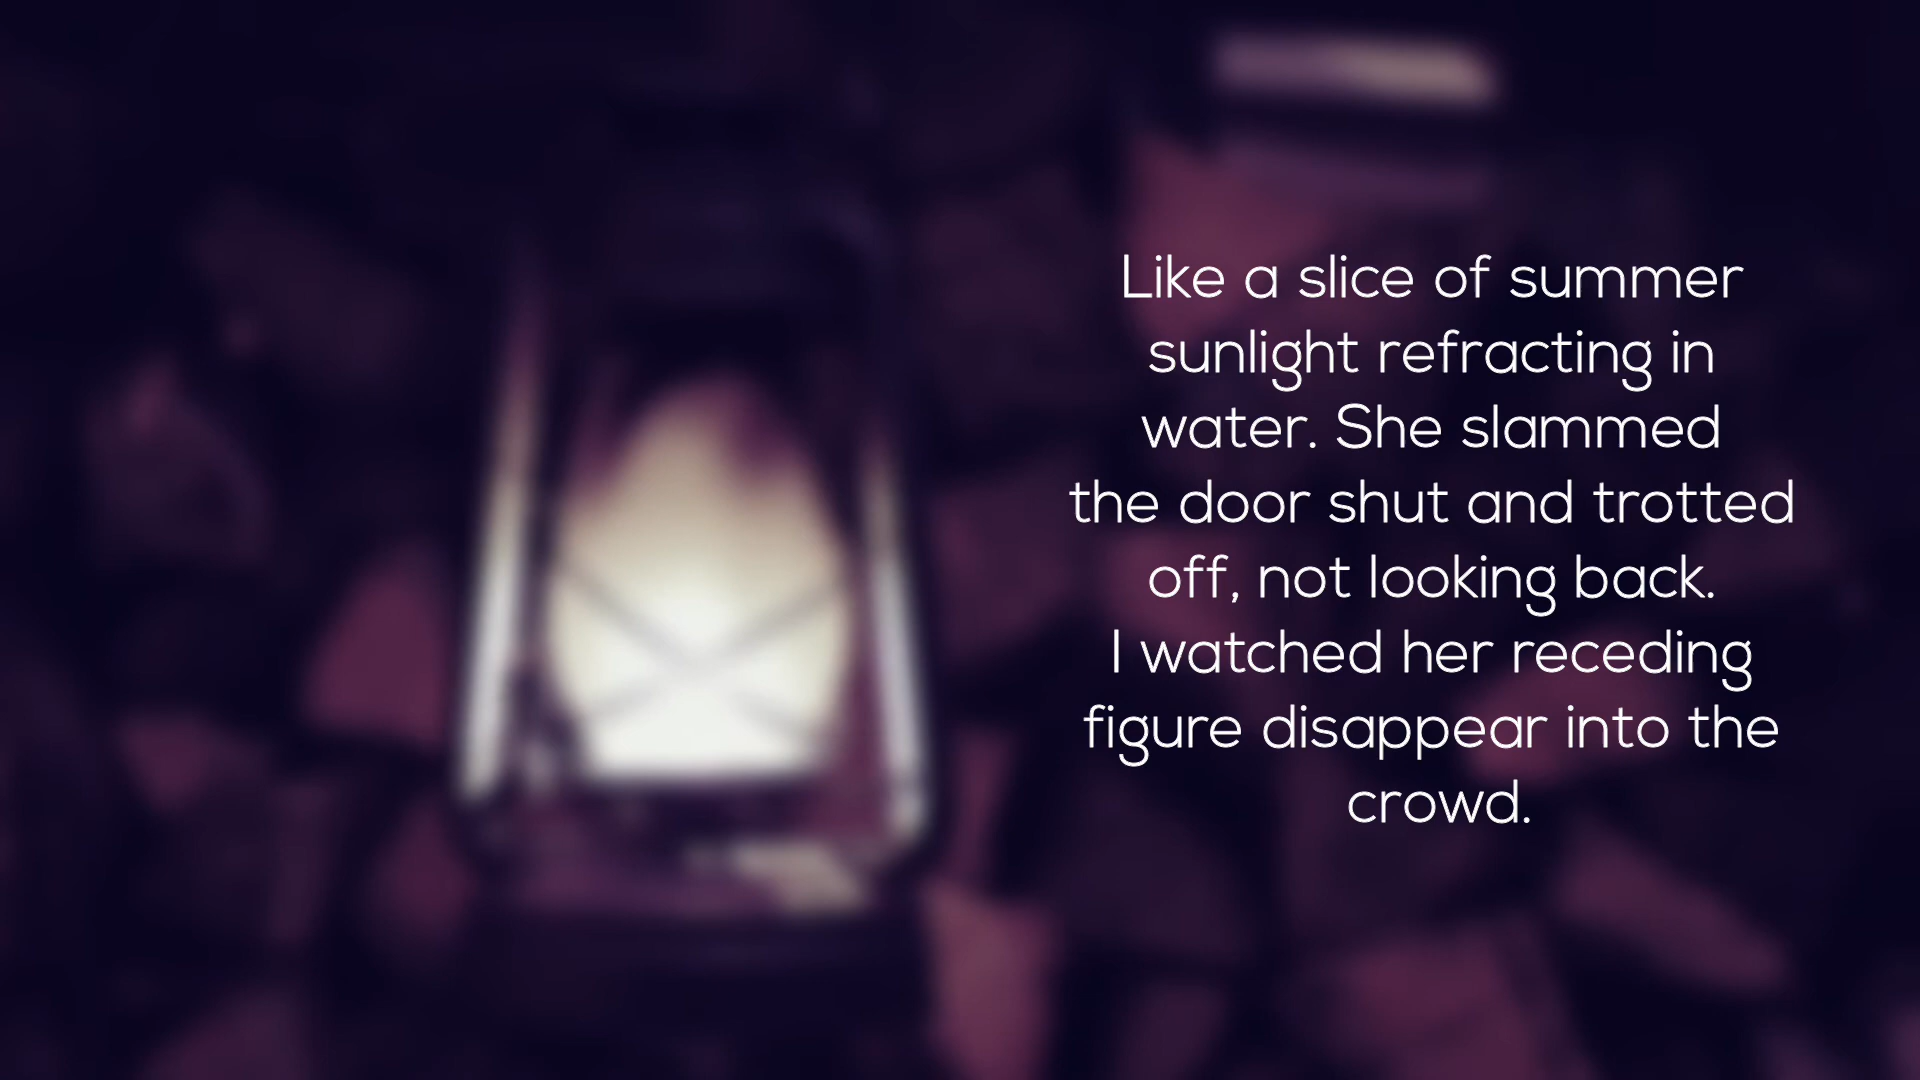 Like a slice of summer
sunlight refracting in
water. She slammed
the door shut and trotted
off, not looking back.
I watched her receding
figure disappear into the
crowd.